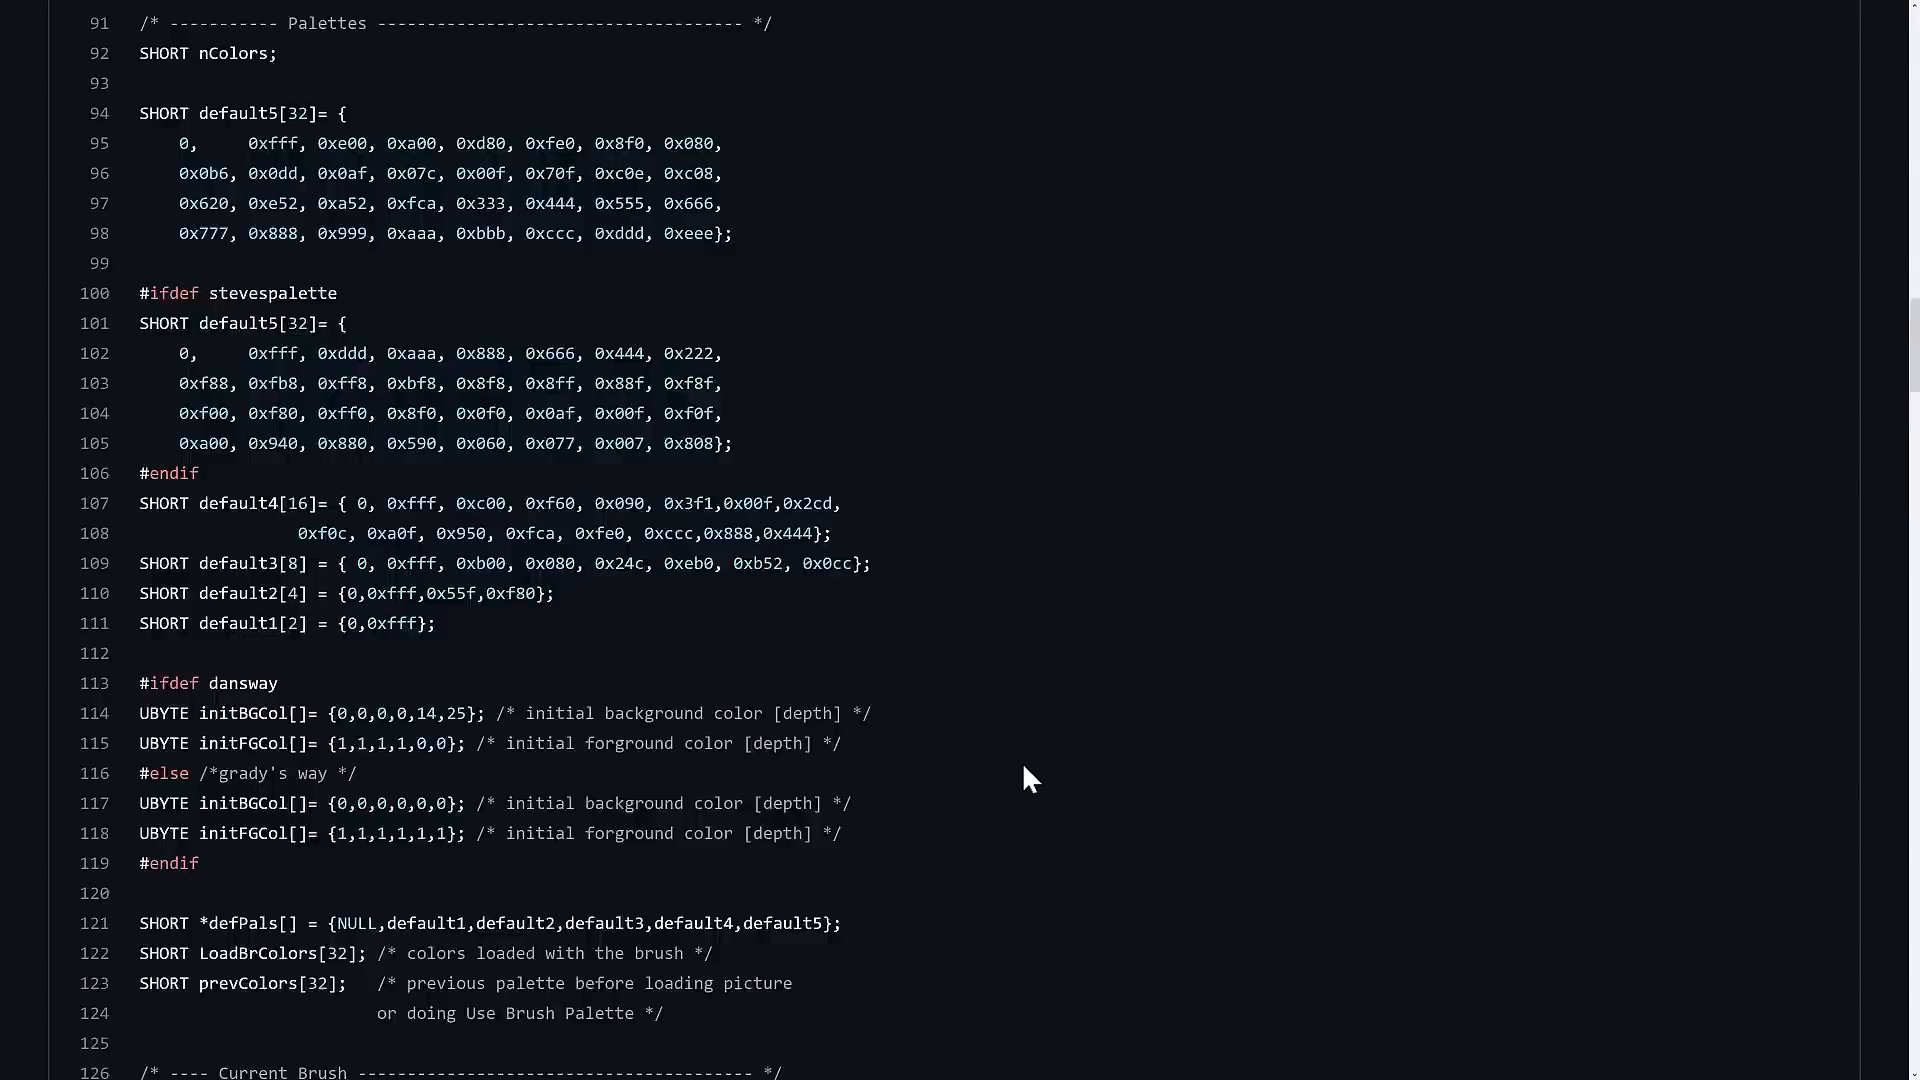 91 /* ----------- Palettes ------------------------------------- */
92 SHORT nColors;
93
94 SHORT default5[32]= {
95     0,     0xfff, 0xe00, 0xa00, 0xd80, 0xfe0, 0x8f0, 0x080,
96     0x0b6, 0x0dd, 0x0af, 0x07c, 0x00f, 0x70f, 0xc0e, 0xc08,
97     0x620, 0xe52, 0xa52, 0xfca, 0x333, 0x444, 0x555, 0x666,
98     0x777, 0x888, 0x999, 0xaaa, 0xbbb, 0xccc, 0xddd, 0xeee};
99
100 #ifdef stevespalette
101 SHORT default5[32]= {
102     0,     0xfff, 0xddd, 0xaaa, 0x888, 0x666, 0x444, 0x222,
103     0xf88, 0xfb8, 0xff8, 0xbf8, 0x8f8, 0x8ff, 0x88f, 0xf8f,
104     0xf00, 0xf80, 0xff0, 0x8f0, 0x0f0, 0x0af, 0x00f, 0xf0f,
105     0xa00, 0x940, 0x880, 0x590, 0x060, 0x077, 0x007, 0x808};
106 #endif
107 SHORT default4[16]= { 0, 0xfff, 0xc00, 0xf60, 0x090, 0x3f1,0x00f,0x2cd,
108                 0xf0c, 0xa0f, 0x950, 0xfca, 0xfe0, 0xccc,0x888,0x444};
109 SHORT default3[8] = { 0, 0xfff, 0xb00, 0x080, 0x24c, 0xeb0, 0xb52, 0x0cc};
110 SHORT default2[4] = {0,0xfff,0x55f,0xf80};
111 SHORT default1[2] = {0,0xfff};
112
113 #ifdef dansway
114 UBYTE initBGCol[]= {0,0,0,0,14,25}; /* initial background color [depth] */
115 UBYTE initFGCol[]= {1,1,1,1,0,0}; /* initial forground color [depth] */
116 #else /*grady's way */
117 UBYTE initBGCol[]= {0,0,0,0,0,0}; /* initial background color [depth] */
118 UBYTE initFGCol[]= {1,1,1,1,1,1}; /* initial forground color [depth] */
119 #endif
120
121 SHORT *defPals[] = {NULL,default1,default2,default3,default4,default5};
122 SHORT LoadBrColors[32]; /* colors loaded with the brush */
123 SHORT prevColors[32];   /* previous palette before loading picture
124                         or doing Use Brush Palette */
125
126 /* ---- Current Brush ---------------------------------------- */